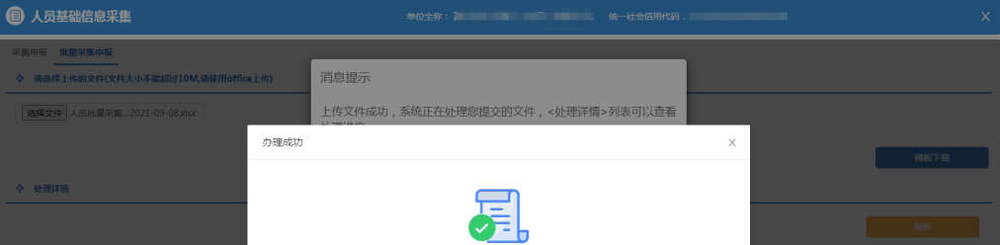 人员基础信息采集
单位全称：
统一社会信用代码：
X
采集申报 批量采集申报
请选择上传的文件(文件大小不能超过10M,请使用office上传)
选择文件 人员批量采集...2021-09-08.xlsx
消息提示
上传文件成功，系统正在处理您提交的文件，<处理详情>列表可以查看
处理进度
办理成功
X
模板下载
处理详情
刷新